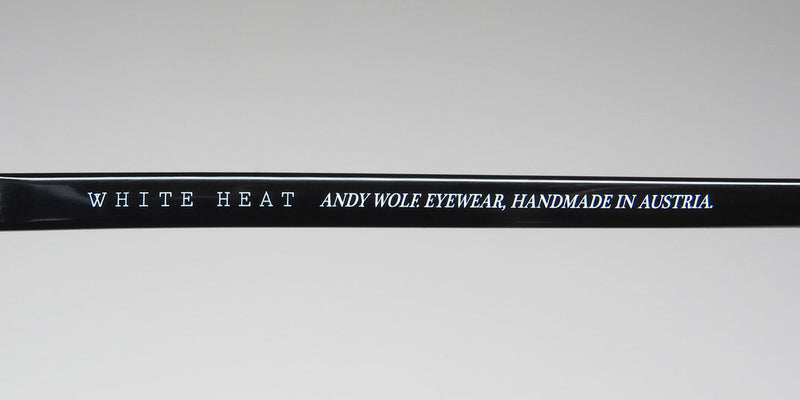 WHITE HEAT ANDY WOLF. EYEWEAR, HANDMADE IN AUSTRIA.